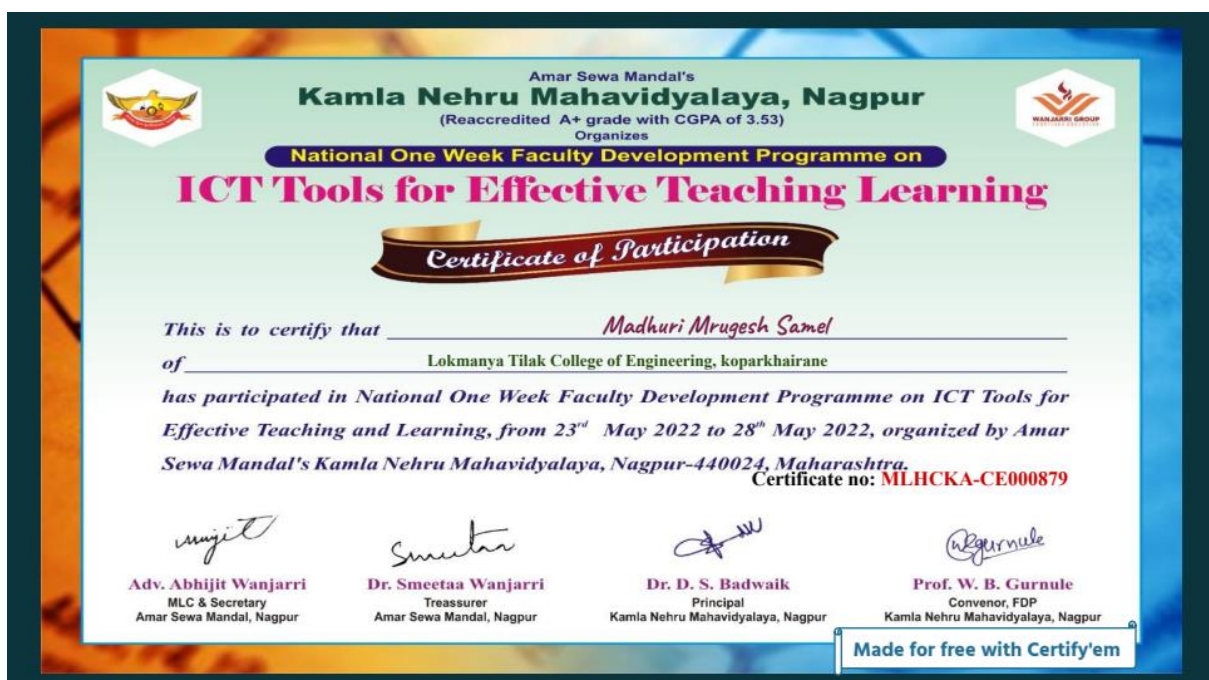 Amar Sewa Mandal's
Kamla Nehru Mahavidyalaya, Nagpur
(Reaccredited A+ grade with CGPA of 3.53)
Organizes
National One Week Faculty Development Programme on
ICT Tools for Effective Teaching Learning
WANJARRI GROUP
Certificate of Participation
This is to certify that Madhuri Mrugesh Samel
of Lokmanya Tilak College of Engineering, koparkhairane
has participated in National One Week Faculty Development Programme on ICT Tools for
Effective Teaching and Learning, from 23rd May 2022 to 28th May 2022, organized by Amar
Sewa Mandal's Kamla Nehru Mahavidyalaya, Nagpur-440024, Maharashtra.
Certificate no: MLHCKA-CE000879
Adv. Abhijit Wanjarri Dr. Smeetaa Wanjarri Dr. D. S. Badwaik Prof. W. B. Gurnule
MLC & Secretary Treassurer Principal Convenor, FDP
Amar Sewa Mandal, Nagpur Amar Sewa Mandal, Nagpur Kamla Nehru Mahavidyalaya, Nagpur Kamla Nehru Mahavidyalaya, Nagpur
Made for free with Certify'em